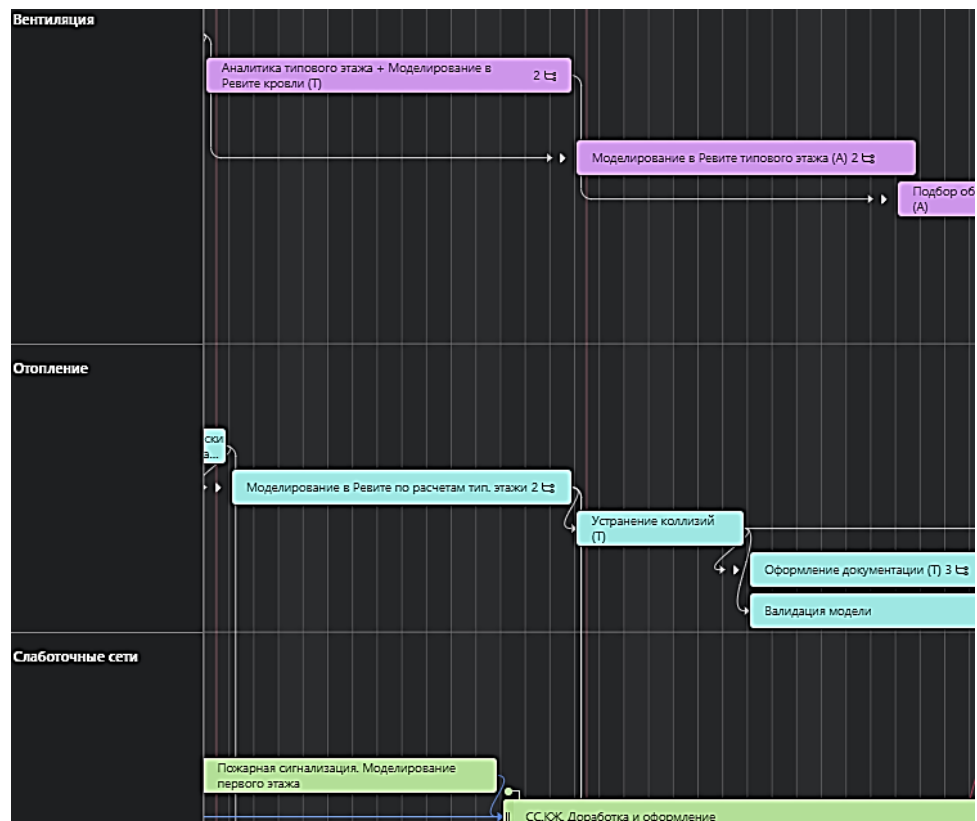 Вентиляция
Аналитика типового этажа + Моделирование в
Ревите кровли (Т)
2
Моделирование в Ревите типового этажа (А) 2
Подбор об
(А)
Отопление
ски
а...
Моделирование в Ревите по расчетам тип. этажи 2
Устранение коллизий
(Т)
Оформление документации (Т) 3
Валидация модели
Слаботочные сети
Пожарная сигнализация. Моделирование
первого этажа
СС.КЖ. Доработка и оформление